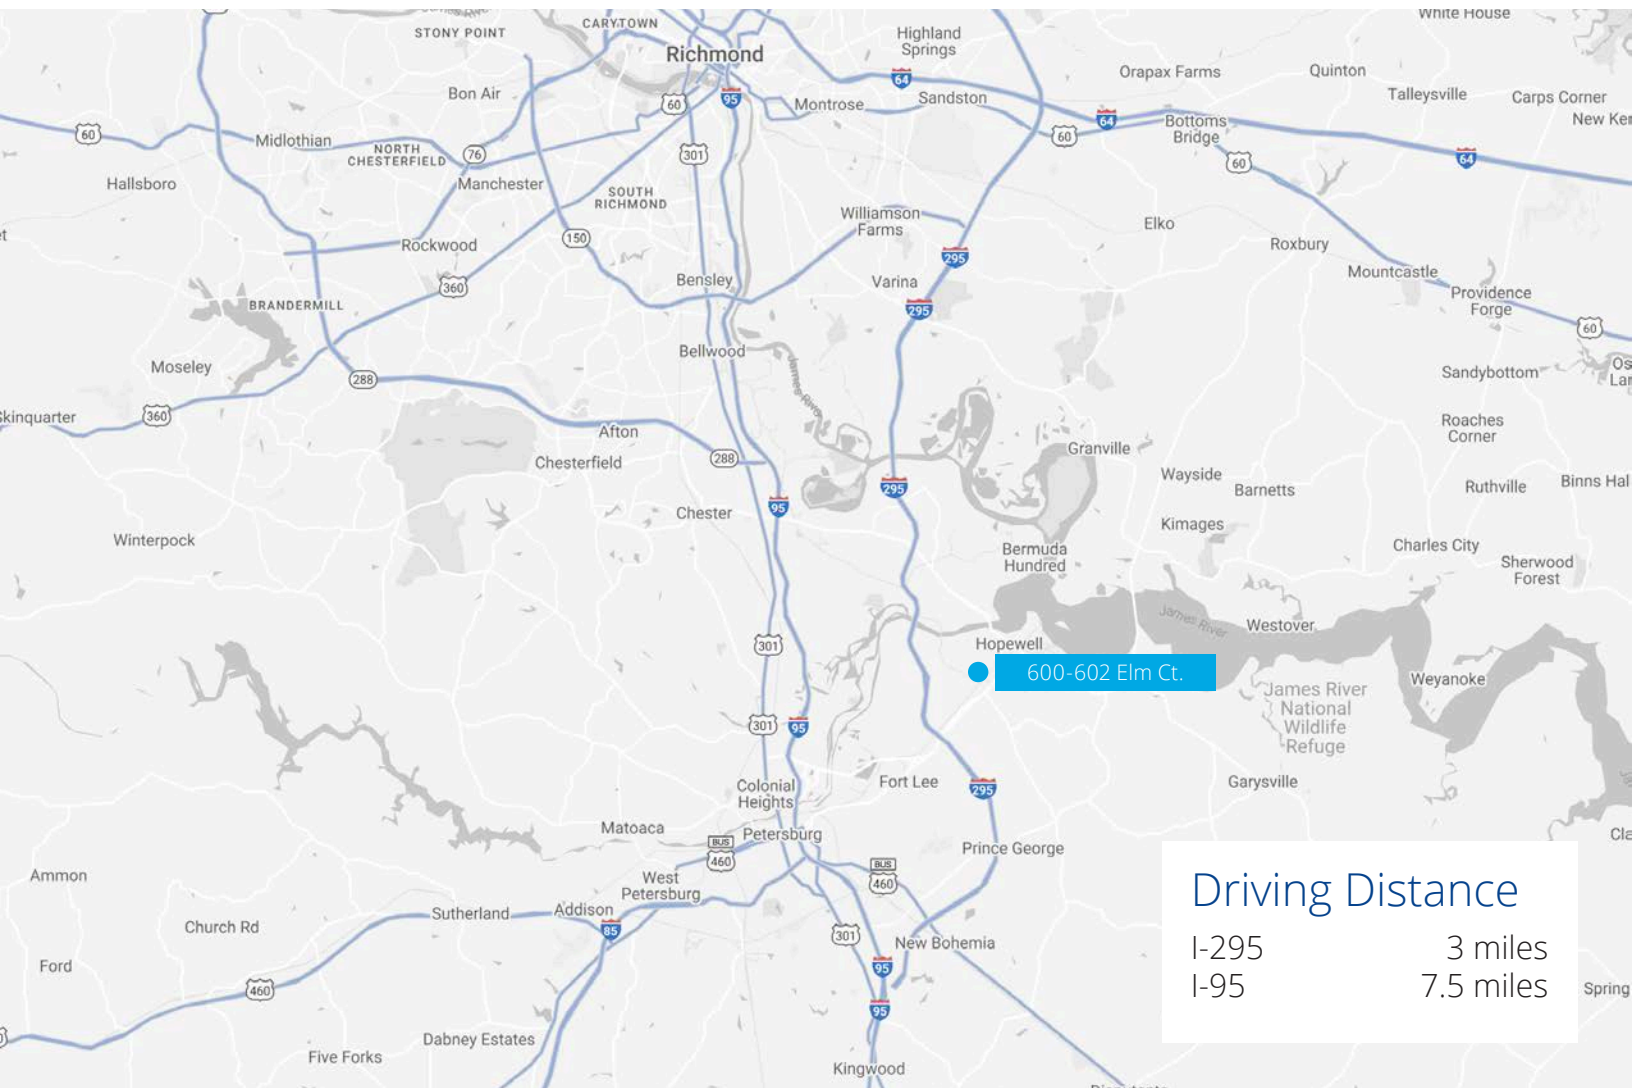 White House
CARYTOWN
STONY POINT
Highland
Springs
Richmond
Orapax Farms
Quinton
64
Bon Air
Talleysville
Carps Corner
60
95
Montrose
Sandston
64
New Ker
Bottoms
Bridge
60
Midlothian
60
NORTH
CHESTERFIELD
76
301
60
64
Hallsboro
Manchester
SOUTH
RICHMOND
Williamson
Farms
Elko
150
Rockwood
Roxbury
295
Mountcastle
Bensley
Varina
360
Providence
Forge
BRANDERMILL
295
60
Bellwood
Moseley
James River
Sandybottom
Os
Lar
288
360
Skinquarter
Roaches
Corner
Afton
Granville
288
Chesterfield
Wayside
Barnetts
Ruthville
Binns Hal
295
95
Chester
Kimages
Winterpock
Bermuda
Hundred
Charles City
Sherwood
Forest
James River
Westover
301
Hopewell
600-602 Elm Ct.
Weyanoke
James River
National
Wildlife
Refuge
301
95
Colonial
Heights
Fort Lee
295
Garysville
Matoaca
Petersburg
Cla
BUS
460
Prince George
BUS
460
Ammon
West
Petersburg
Driving Distance
Sutherland
Addison
Church Rd
85
301
New Bohemia
I-295 3 miles
Ford
95
460
I-95 7.5 miles
Spring
95
Dabney Estates
Five Forks
Kingwood